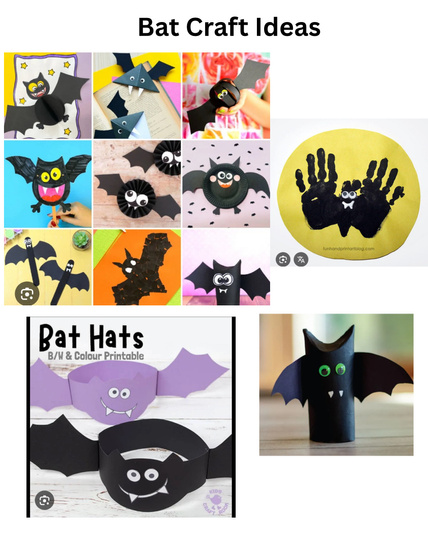 Bat Craft Ideas
Bat Hats
B/W & Colour Printable